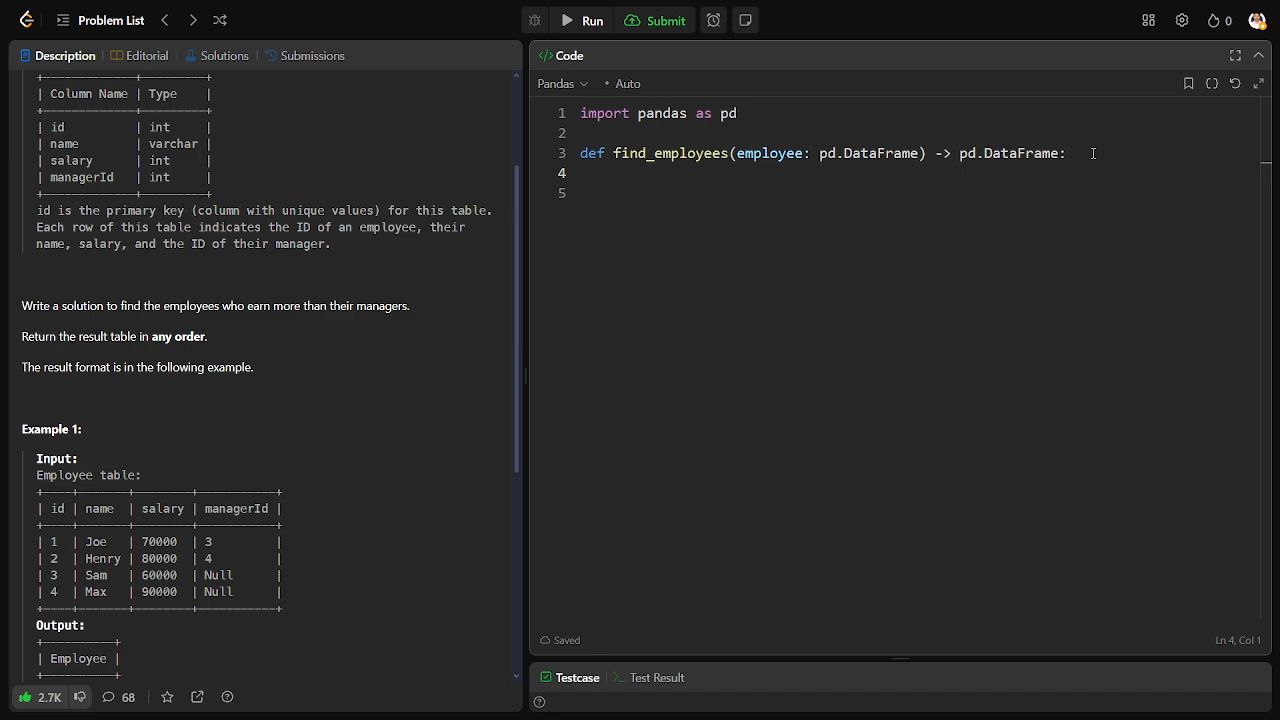 Problem List
Run
Submit
0
Description
Editorial
Solutions
Submissions
+-------------+---------+
| Column Name | Type    |
+-------------+---------+
| id          | int     |
| name        | varchar |
| salary      | int     |
| managerId   | int     |
+-------------+---------+
id is the primary key (column with unique values) for this table.
Each row of this table indicates the ID of an employee, their
name, salary, and the ID of their manager.
Write a solution to find the employees who earn more than their managers.
Return the result table in any order.
The result format is in the following example.
Example 1:
Input:
Employee table:
+----+-------+--------+-----------+
| id | name  | salary | managerId |
+----+-------+--------+-----------+
| 1  | Joe   | 70000  | 3         |
| 2  | Henry | 80000  | 4         |
| 3  | Sam   | 60000  | Null      |
| 4  | Max   | 90000  | Null      |
+----+-------+--------+-----------+
Output:
+----------+
| Employee |
+----------+
2.7K
68
</>Code
Pandas
• Auto
1 import pandas as pd
2
3 def find_employees(employee: pd.DataFrame) -> pd.DataFrame:
4
5
Saved
Ln 4, Col 1
Testcase
>_ Test Result